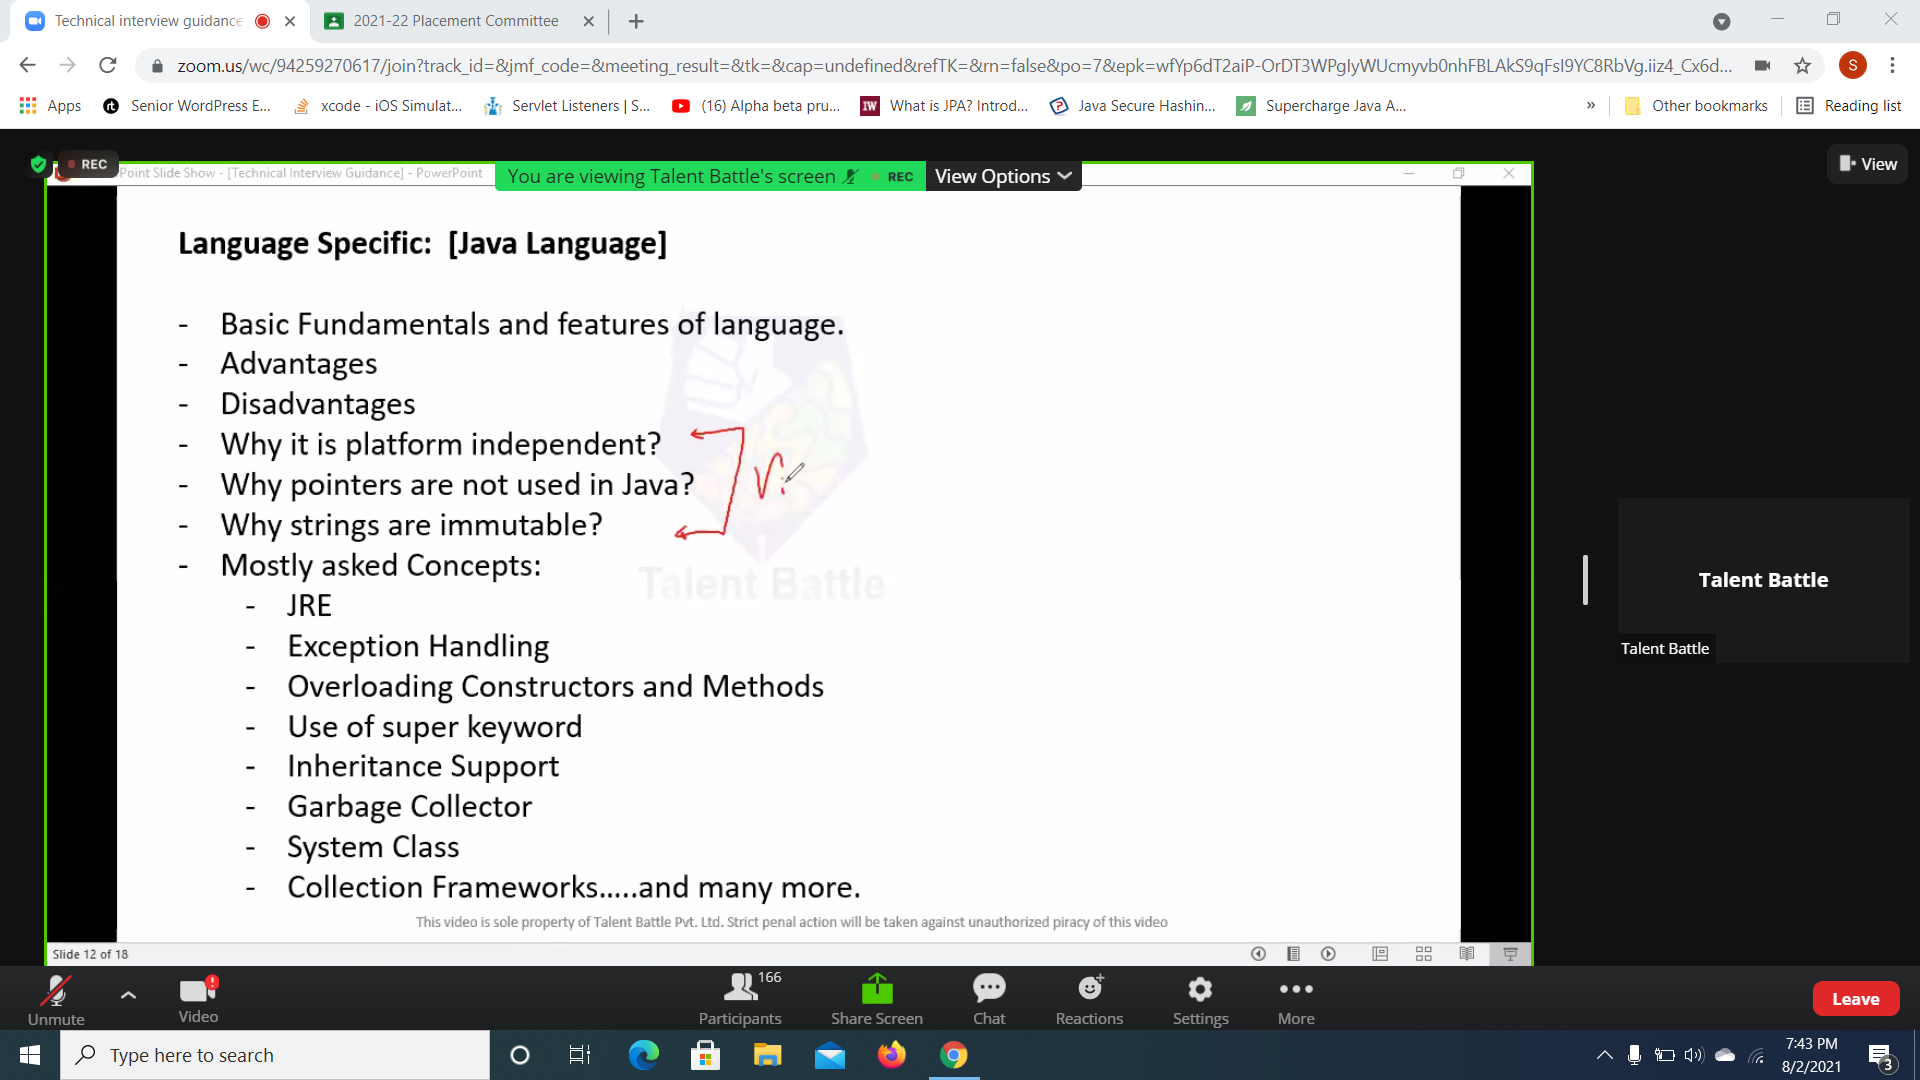 Technical interview guidance
2021-22 Placement Committee
zoom.us/wc/94259270617/join?track_id=&jmf_code=&meeting_result=&tk=&cap=undefined&refTK=&rn=false&po=7&epk=wfYp6dT2aiP-OrDT3WPgIyWUcmyvb0nhFBLAkS9qFsI9YC8RbVg.iiz4_Cx6d...
S
Apps
Senior WordPress E...
xcode - iOS Simulat...
Servlet Listeners | S...
(16) Alpha beta pru...
What is JPA? Introd...
Java Secure Hashin...
Supercharge Java A...
Other bookmarks
Reading list
REC
Point Slide Show - [Technical Interview Guidance] - PowerPoint
You are viewing Talent Battle's screen
REC
View Options
View
Language Specific: [Java Language]
- Basic Fundamentals and features of language.
- Advantages
- Disadvantages
- Why it is platform independent?
- Why pointers are not used in Java?
- Why strings are immutable?
- Mostly asked Concepts:
- JRE
- Exception Handling
- Overloading Constructors and Methods
- Use of super keyword
- Inheritance Support
- Garbage Collector
- System Class
- Collection Frameworks.....and many more.
Talent Battle
This video is sole property of Talent Battle Pvt. Ltd. Strict penal action will be taken against unauthorized piracy of this video
Slide 12 of 18
Talent Battle
Talent Battle
Unmute
Video
Participants
166
Share Screen
Chat
Reactions
Settings
More
Leave
Type here to search
7:43 PM
8/2/2021
3